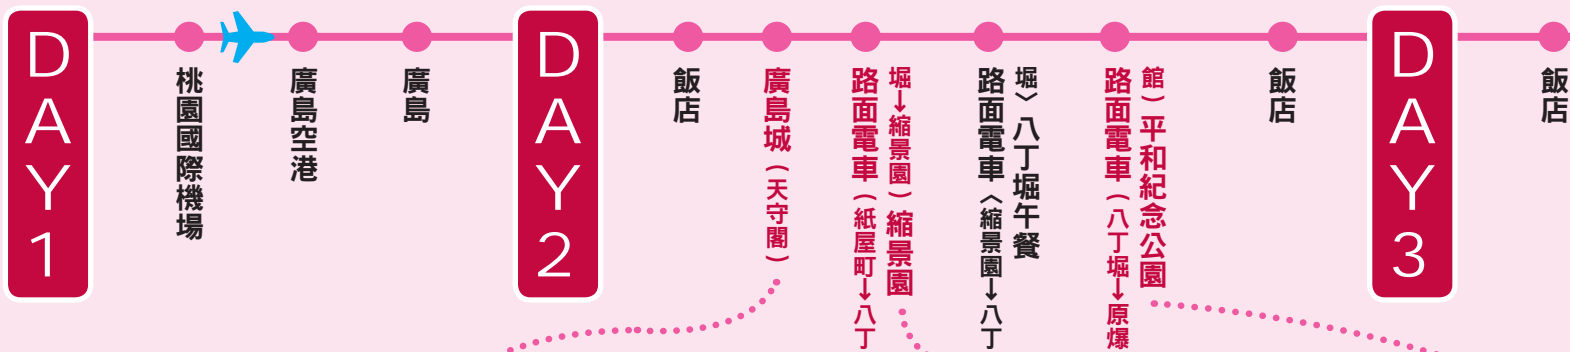 DAY1
桃園國際機場
廣島空港
廣島
DAY2
飯店
廣島城(天守閣)
路面電車(紙屋町↓八丁
堀↓縮景園)縮景園
路面電車〈縮景園↓八丁
堀〉八丁堀午餐
路面電車(八丁堀↓原爆
館)平和紀念公園
飯店
DAY3
飯店